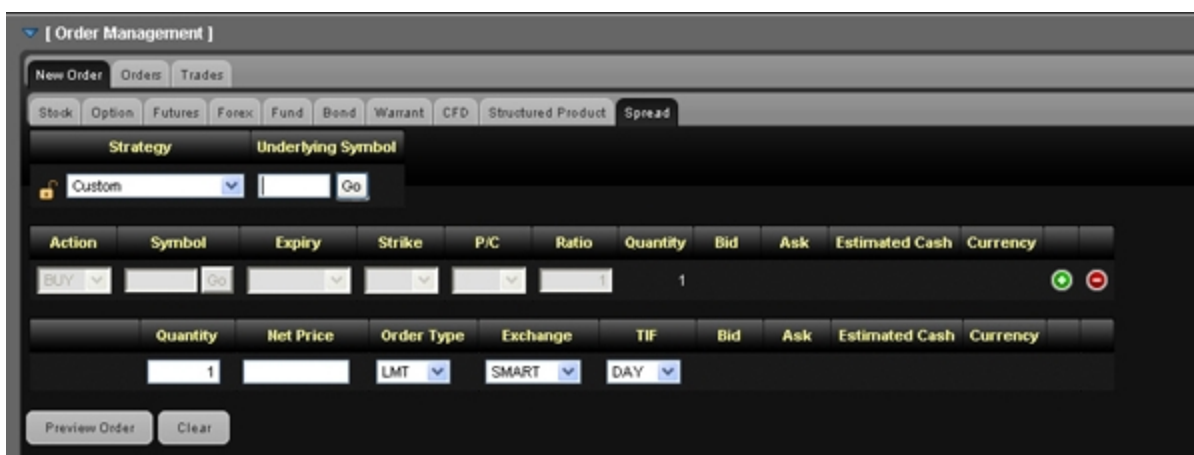 [ Order Management ]
New Order Orders Trades
Stock Option Futures Forex Fund Bond Warrant CFD Structured Product Spread
Strategy Underlying Symbol
Custom Go
Action Symbol Expiry Strike P/C Ratio Quantity Bid Ask Estimated Cash Currency
BUY Go 1 1
Quantity Net Price Order Type Exchange TIF Bid Ask Estimated Cash Currency
1 LMT SMART DAY
Preview Order Clear